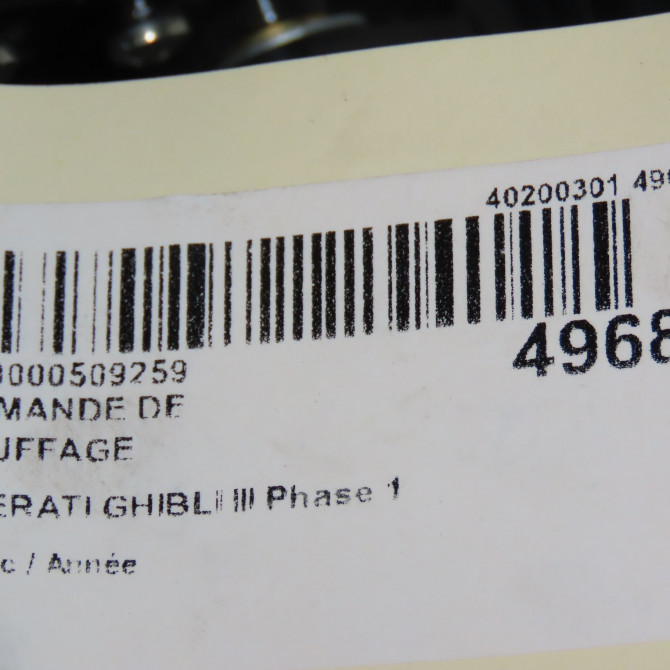 40200301 49
4968
000509259
MANDE DE
UFFAGE
ERATI GHIBLI III Phase 1
c / Année